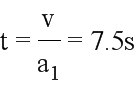 t = v/a₁ = 7.5s